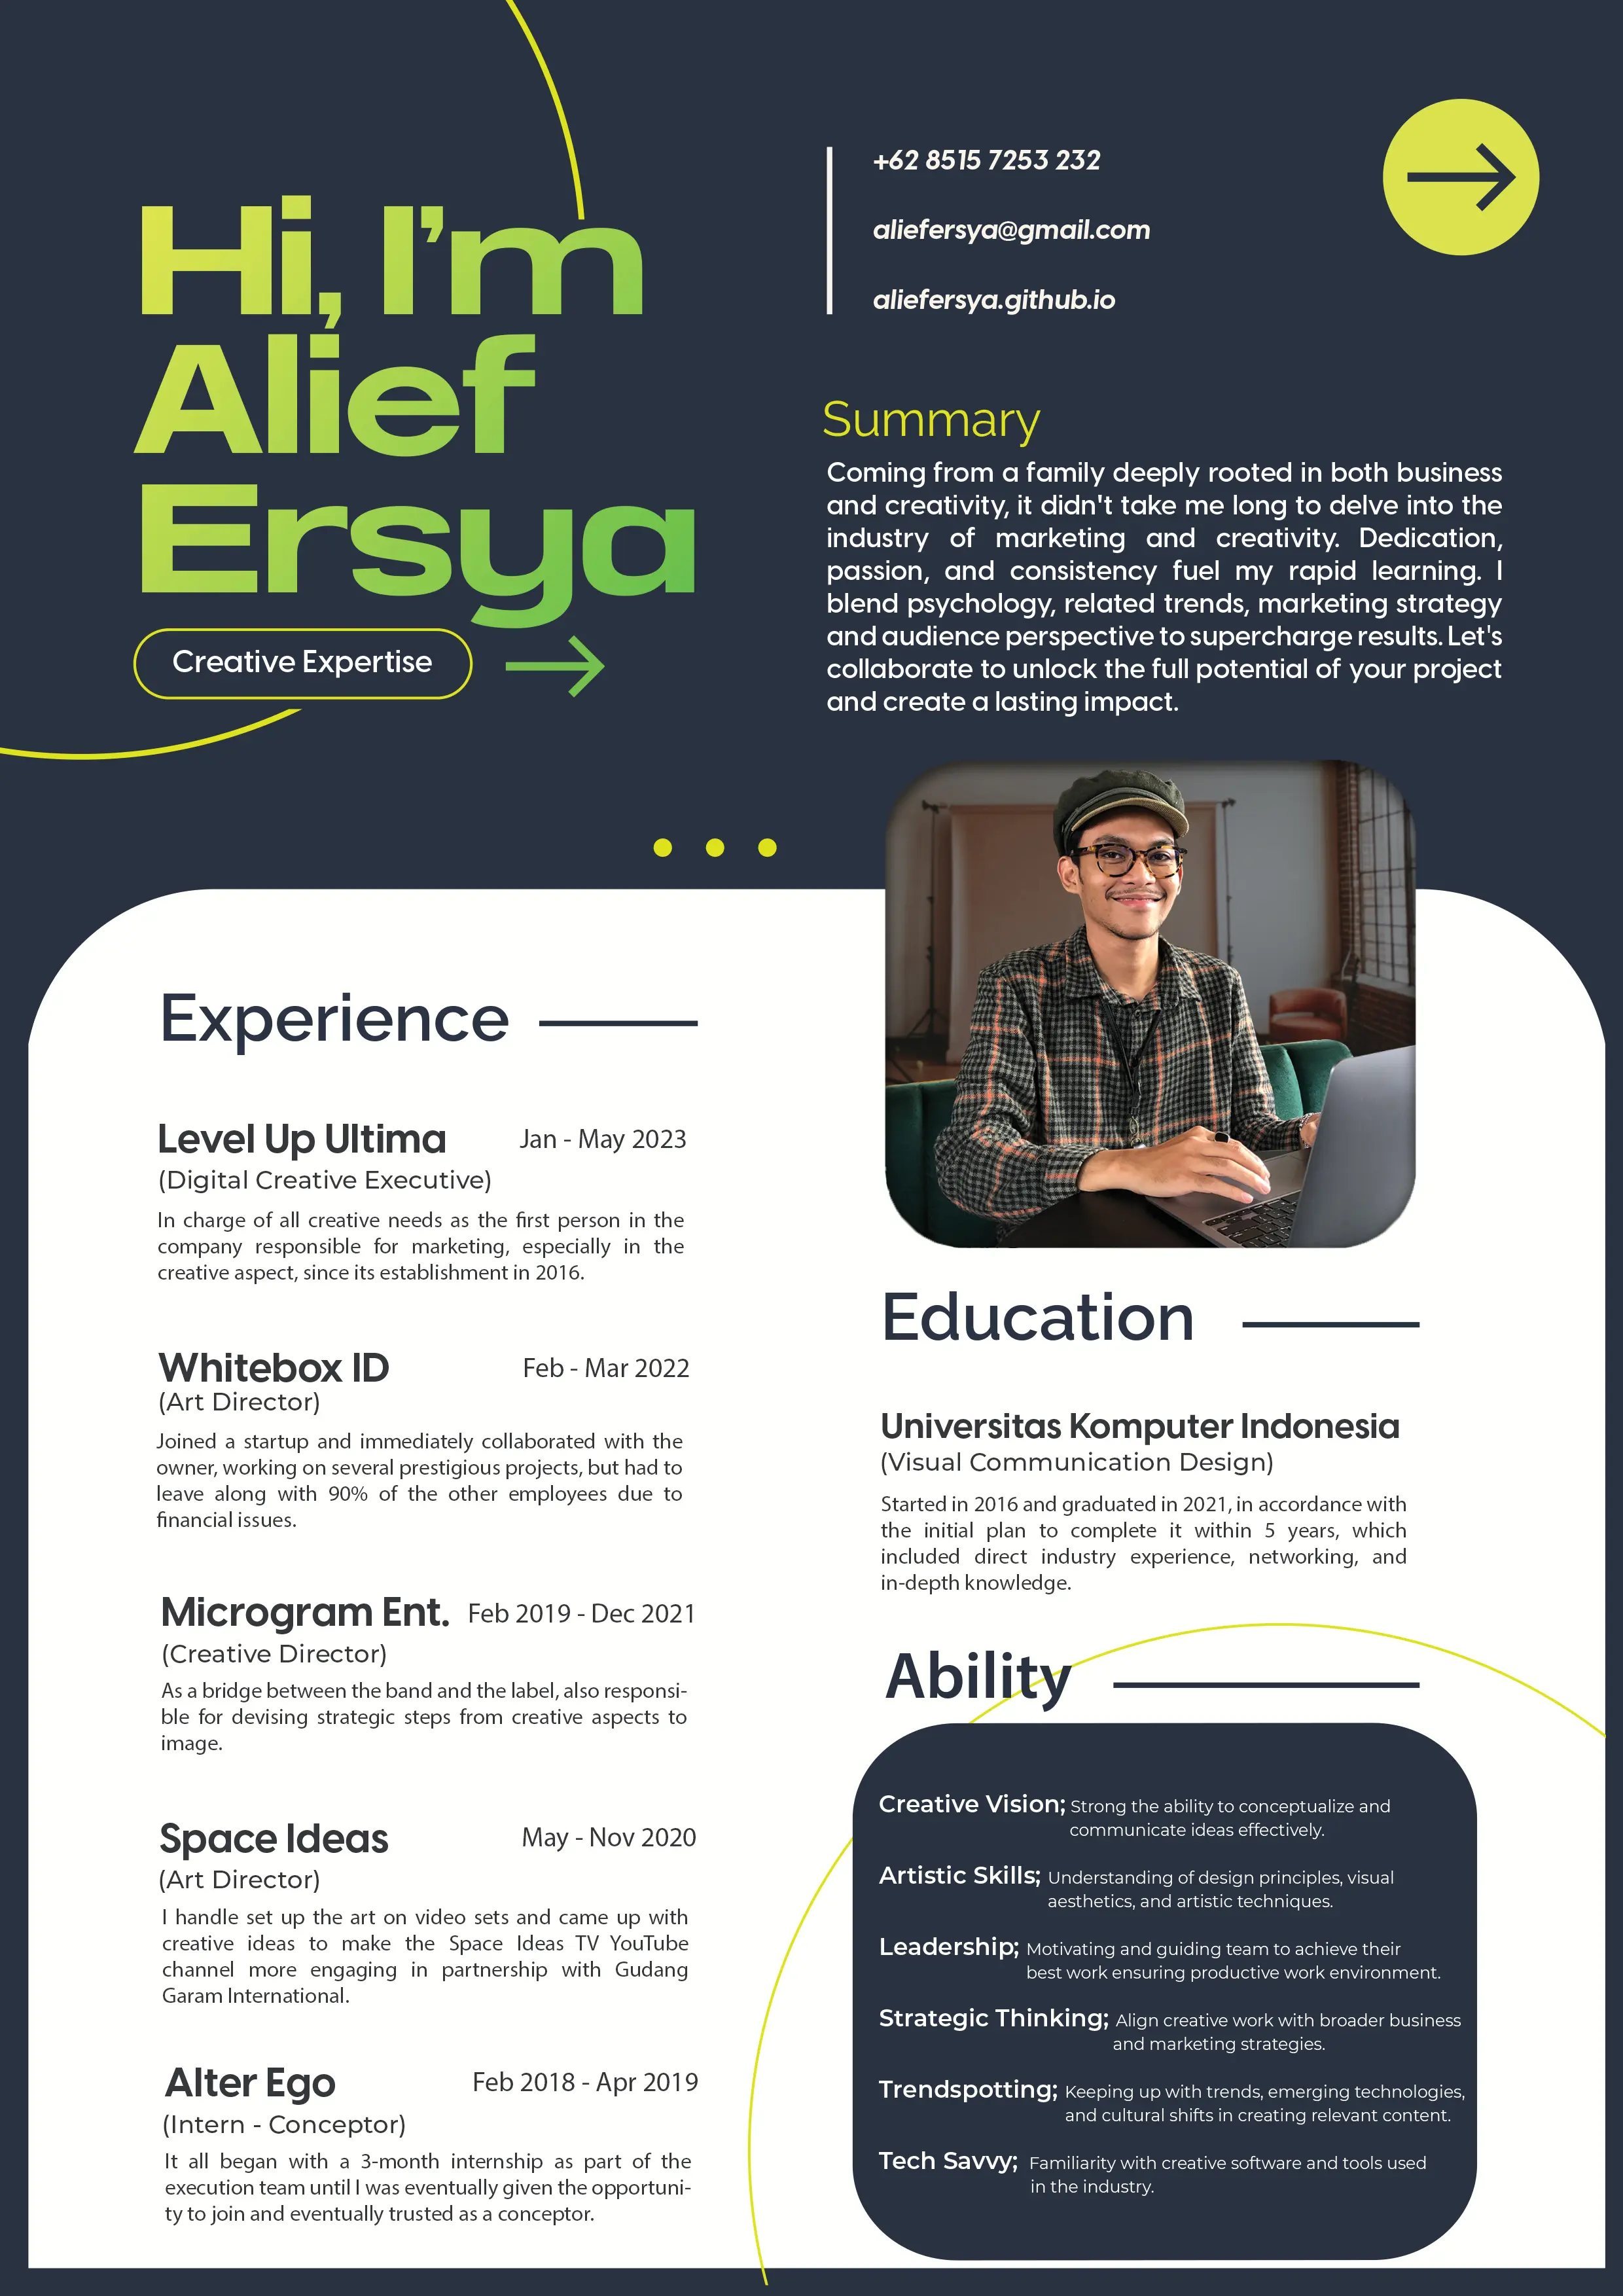 Hi, I'm
Alief
Ersya
Creative Expertise
+62 8515 7253 232
aliefersya@gmail.com
aliefersya.github.io
Summary
Coming from a family deeply rooted in both business
and creativity, it didn't take me long to delve into the
industry of marketing and creativity. Dedication,
passion, and consistency fuel my rapid learning. I
blend psychology, related trends, marketing strategy
and audience perspective to supercharge results. Let's
collaborate to unlock the full potential of your project
and create a lasting impact.
Experience
Level Up Ultima Jan - May 2023
(Digital Creative Executive)
In charge of all creative needs as the first person in the
company responsible for marketing, especially in the
creative aspect, since its establishment in 2016.
Whitebox ID Feb - Mar 2022
(Art Director)
Joined a startup and immediately collaborated with the
owner, working on several prestigious projects, but had to
leave along with 90% of the other employees due to
financial issues.
Microgram Ent. Feb 2019 - Dec 2021
(Creative Director)
As a bridge between the band and the label, also responsi-
ble for devising strategic steps from creative aspects to
image.
Space Ideas May - Nov 2020
(Art Director)
I handle set up the art on video sets and came up with
creative ideas to make the Space Ideas TV YouTube
channel more engaging in partnership with Gudang
Garam International.
Alter Ego Feb 2018 - Apr 2019
(Intern - Conceptor)
It all began with a 3-month internship as part of the
execution team until I was eventually given the opportuni-
ty to join and eventually trusted as a conceptor.
Education
Universitas Komputer Indonesia
(Visual Communication Design)
Started in 2016 and graduated in 2021, in accordance with
the initial plan to complete it within 5 years, which
included direct industry experience, networking, and
in-depth knowledge.
Ability
Creative Vision; Strong the ability to conceptualize and
communicate ideas effectively.
Artistic Skills; Understanding of design principles, visual
aesthetics, and artistic techniques.
Leadership; Motivating and guiding team to achieve their
best work ensuring productive work environment.
Strategic Thinking; Align creative work with broader business
and marketing strategies.
Trendspotting; Keeping up with trends, emerging technologies,
and cultural shifts in creating relevant content.
Tech Savvy; Familiarity with creative software and tools used
in the industry.